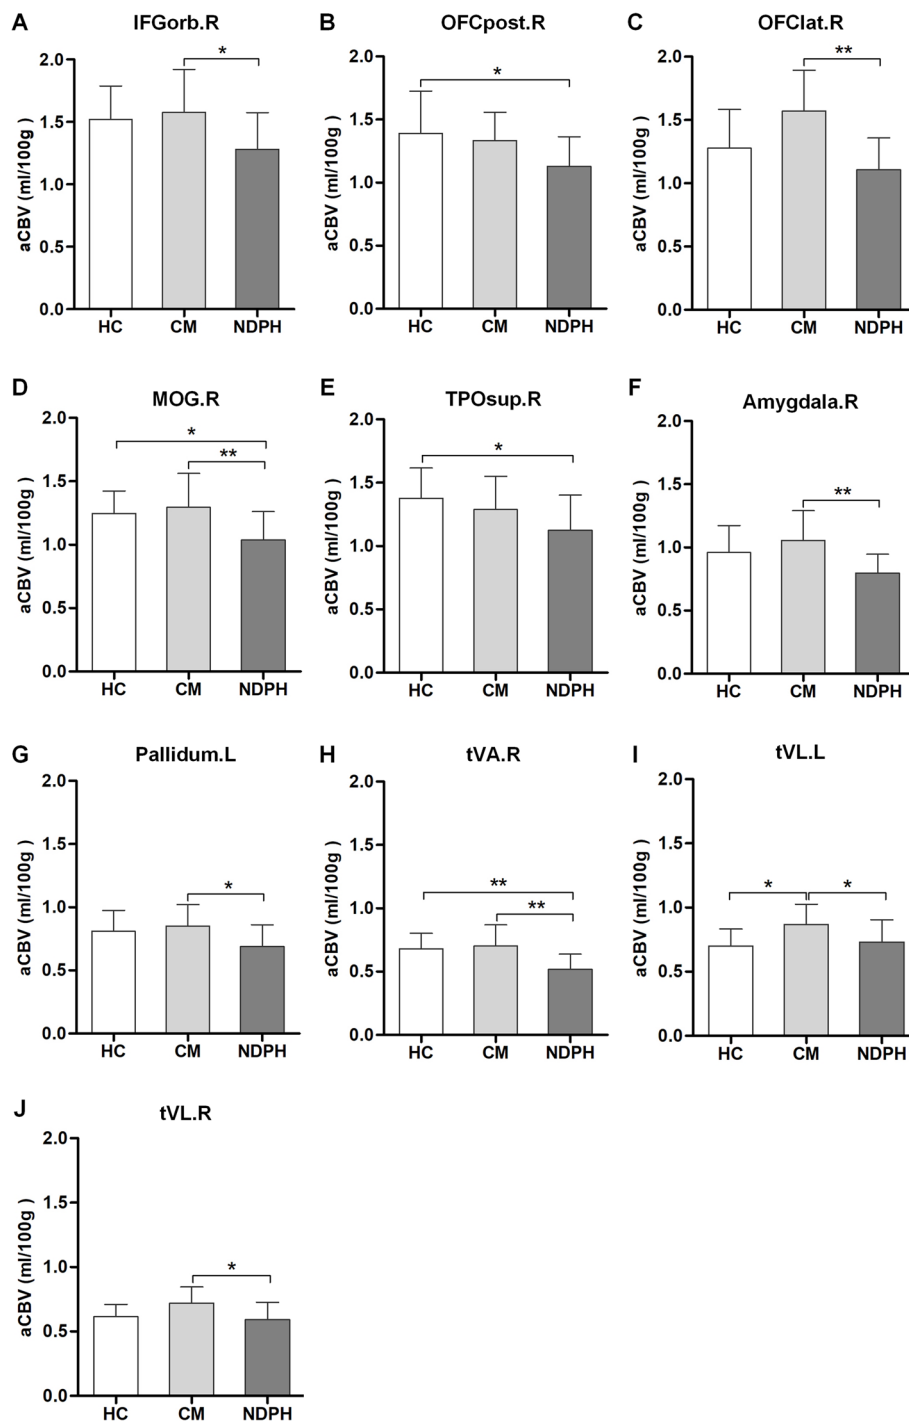 A IFGorb.R
*
2.0
1.5
1.0
0.5
0.0
aCBV (ml/100g )
HC CM NDPH
B OFCpost.R
*
2.0
1.5
1.0
0.5
0.0
aCBV (ml/100g )
HC CM NDPH
C OFClat.R
**
2.0
1.5
1.0
0.5
0.0
aCBV (ml/100g )
HC CM NDPH
D MOG.R
*
**
2.0
1.5
1.0
0.5
0.0
aCBV (ml/100g )
HC CM NDPH
E TPOsup.R
*
2.0
1.5
1.0
0.5
0.0
aCBV (ml/100g )
HC CM NDPH
F Amygdala.R
**
2.0
1.5
1.0
0.5
0.0
aCBV (ml/100g )
HC CM NDPH
G Pallidum.L
*
2.0
1.5
1.0
0.5
0.0
aCBV (ml/100g )
HC CM NDPH
H tVA.R
**
**
2.0
1.5
1.0
0.5
0.0
aCBV (ml/100g )
HC CM NDPH
I tVL.L
* *
2.0
1.5
1.0
0.5
0.0
aCBV (ml/100g )
HC CM NDPH
J tVL.R
*
2.0
1.5
1.0
0.5
0.0
aCBV (ml/100g )
HC CM NDPH